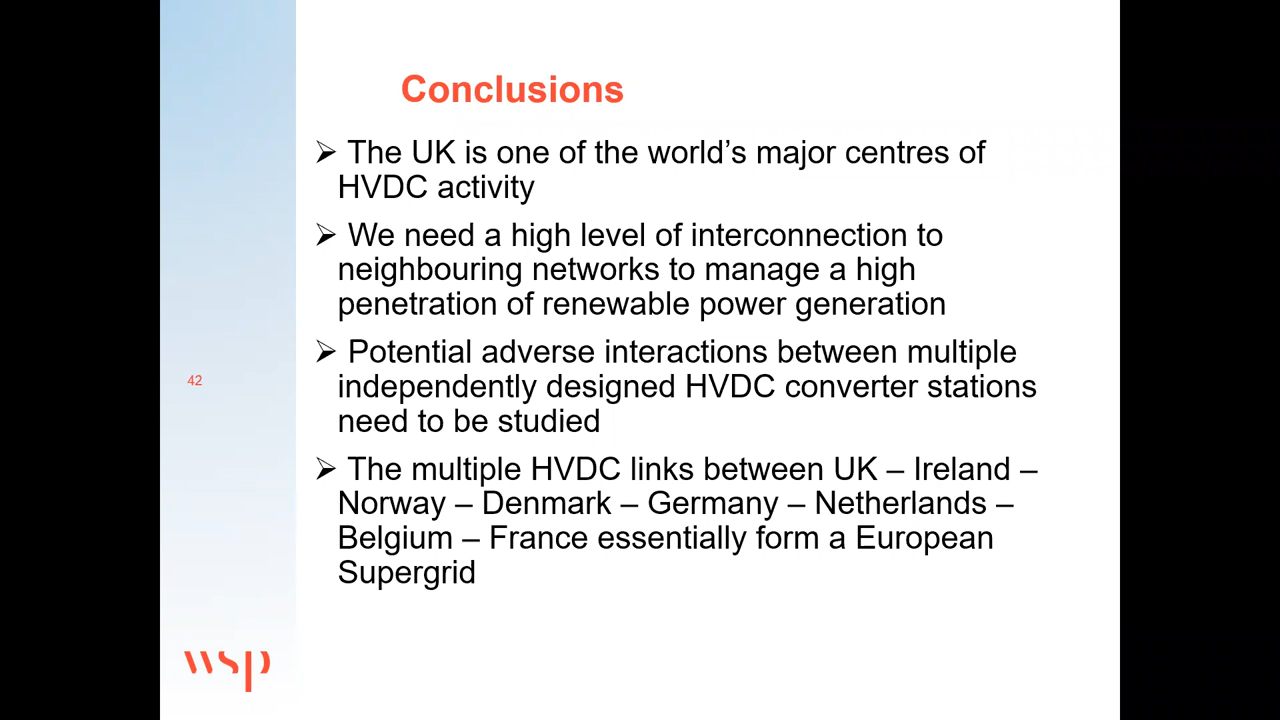 Conclusions
➢ The UK is one of the world’s major centres of
HVDC activity
➢ We need a high level of interconnection to
neighbouring networks to manage a high
penetration of renewable power generation
➢ Potential adverse interactions between multiple
independently designed HVDC converter stations
need to be studied
➢ The multiple HVDC links between UK – Ireland –
Norway – Denmark – Germany – Netherlands –
Belgium – France essentially form a European
Supergrid
42
wsp